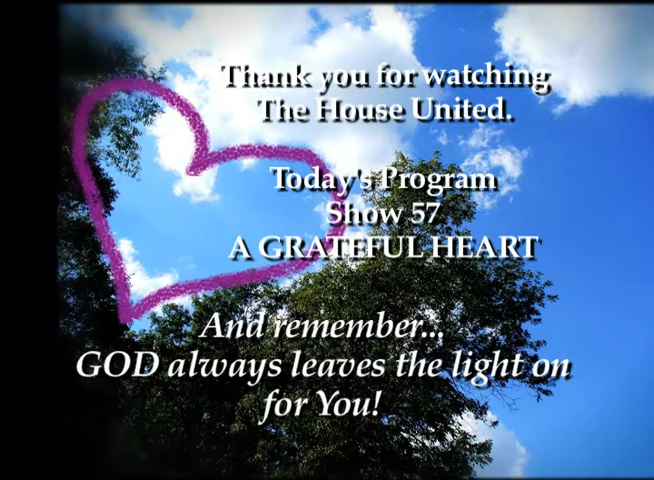 Thank you for watching
The House United.
Today's Program
Show 57
A GRATEFUL HEART
And remember...
GOD always leaves the light on
for You!